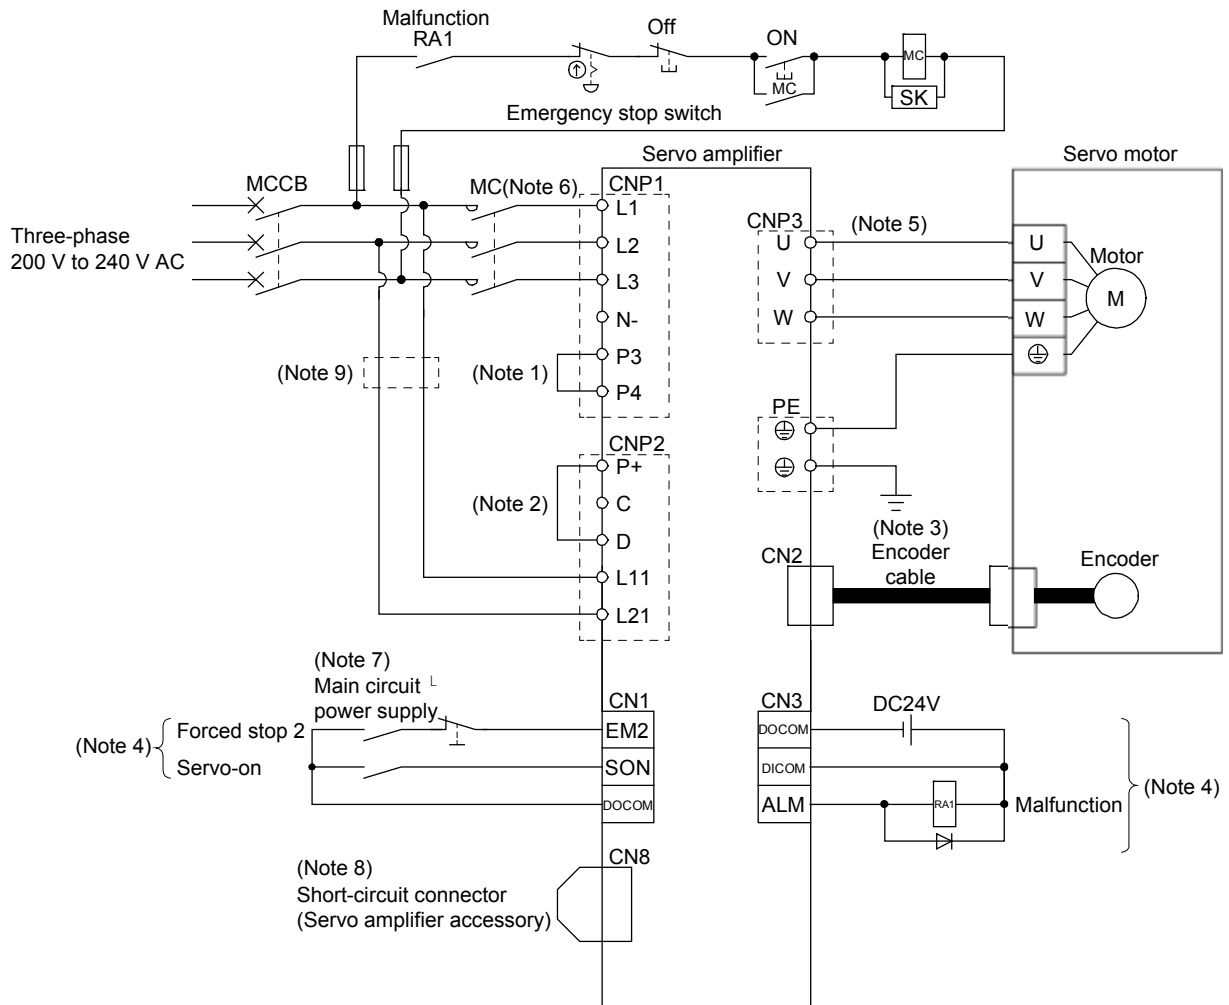 Malfunction
RA1
Off
ON
MC
MC
SK
Emergency stop switch
Servo amplifier
Servo motor
MCCB
MC(Note 6)
CNP1
L1
Three-phase
200 V to 240 V AC
L2
L3
N-
(Note 1)
P3
P4
(Note 9)
CNP3
(Note 5)
U
V
W
U
V
W
Motor
M
PE
CNP2
P+
(Note 2)
C
D
L11
L21
(Note 3)
Encoder
cable
CN2
Encoder
(Note 7)
Main circuit
power supply
(Note 4)
Forced stop 2
Servo-on
CN1
EM2
SON
DOCOM
CN3
DC24V
DOCOM
DICOM
ALM
RA1
Malfunction
(Note 4)
CN8
(Note 8)
Short-circuit connector
(Servo amplifier accessory)